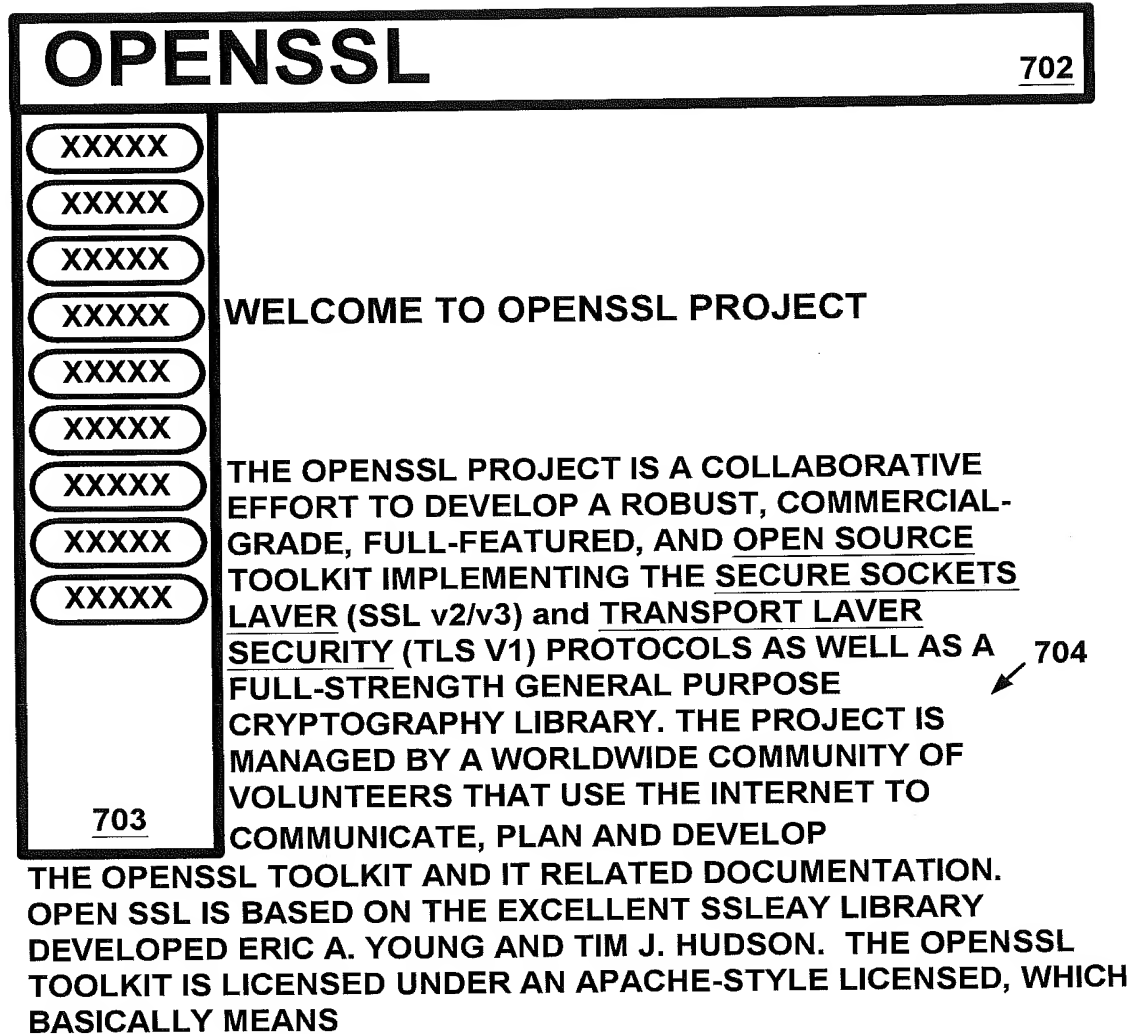 OPENSSL
702
XXXXX
XXXXX
XXXXX
XXXXX
XXXXX
XXXXX
XXXXX
XXXXX
XXXXX
703
WELCOME TO OPENSSL PROJECT
THE OPENSSL PROJECT IS A COLLABORATIVE
EFFORT TO DEVELOP A ROBUST, COMMERCIAL-
GRADE, FULL-FEATURED, AND OPEN SOURCE
TOOLKIT IMPLEMENTING THE SECURE SOCKETS
LAVER (SSL v2/v3) and TRANSPORT LAVER
SECURITY (TLS V1) PROTOCOLS AS WELL AS A
704
FULL-STRENGTH GENERAL PURPOSE
CRYPTOGRAPHY LIBRARY. THE PROJECT IS
MANAGED BY A WORLDWIDE COMMUNITY OF
VOLUNTEERS THAT USE THE INTERNET TO
COMMUNICATE, PLAN AND DEVELOP
THE OPENSSL TOOLKIT AND IT RELATED DOCUMENTATION.
OPEN SSL IS BASED ON THE EXCELLENT SSLEAY LIBRARY
DEVELOPED ERIC A. YOUNG AND TIM J. HUDSON. THE OPENSSL
TOOLKIT IS LICENSED UNDER AN APACHE-STYLE LICENSED, WHICH
BASICALLY MEANS